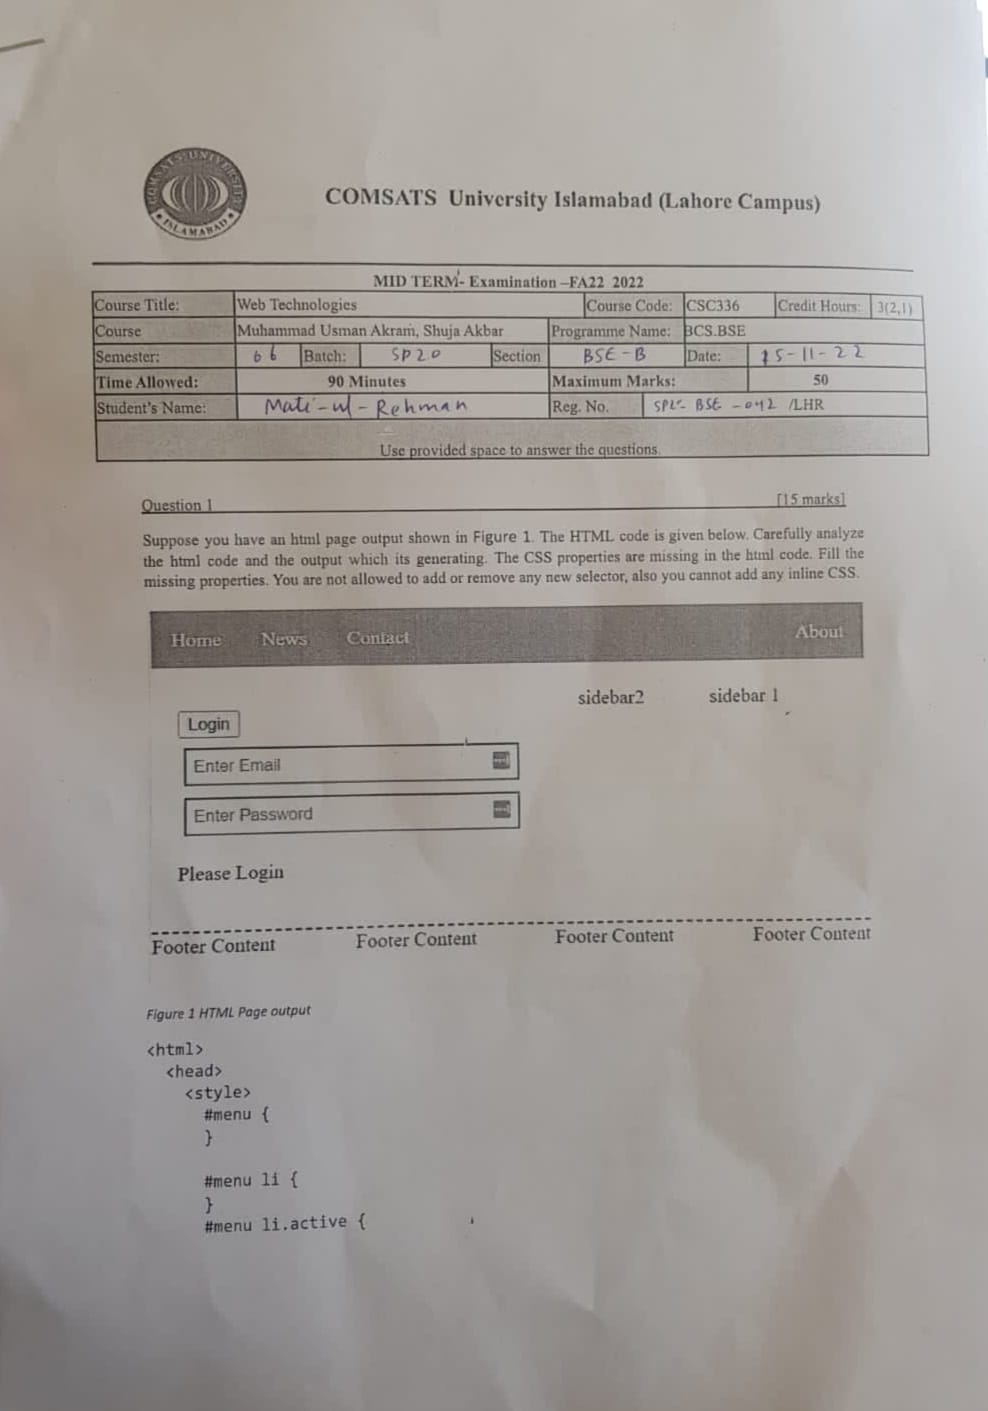 COMSATS UNIVERSITY
ISLAMABAD
COMSATS University Islamabad (Lahore Campus)
MID TERM- Examination –FA22 2022
Course Title: Web Technologies Course Code: CSC336 Credit Hours: 3(2,1)
Course Muhammad Usman Akram, Shuja Akbar Programme Name: BCS.BSE
Semester: 06 Batch: SP20 Section BSE-B Date: 15-11-22
Time Allowed: 90 Minutes Maximum Marks: 50
Student's Name: Mati-ul-Rehman Reg. No. BSE -042 /LHR
Use provided space to answer the questions.
Question 1 [15 marks]
Suppose you have an html page output shown in Figure 1. The HTML code is given below. Carefully analyze
the html code and the output which its generating. The CSS properties are missing in the html code. Fill the
missing properties. You are not allowed to add or remove any new selector, also you cannot add any inline CSS.
Home News Contact About
sidebar2 sidebar 1
Login
Enter Email
Enter Password
Please Login
Footer Content Footer Content Footer Content Footer Content
Figure 1 HTML Page output
<html>
<head>
<style>
#menu {
}
#menu li {
}
#menu li.active {